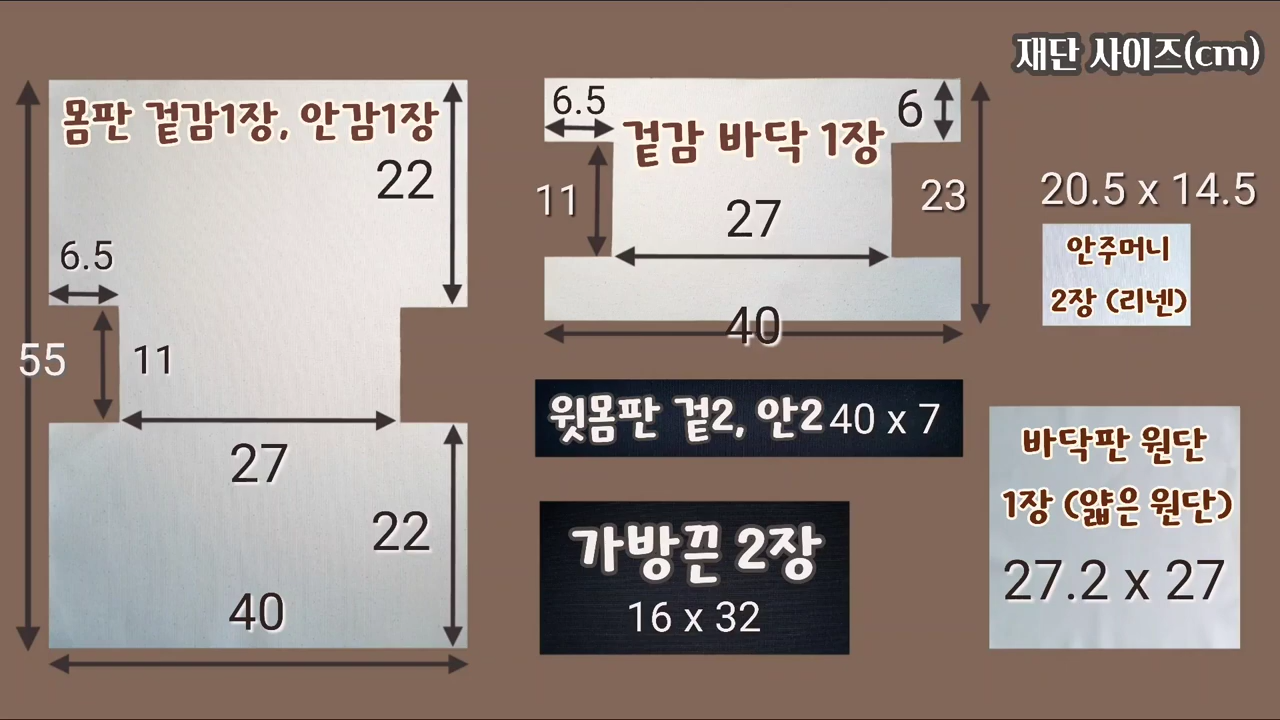 재단 사이즈(cm)
몸판 겉감1장, 안감1장
22
6.5
55
11
27
22
40
6.5
6
겉감 바닥 1장
11
23
27
40
20.5 x 14.5
안주머니
2장 (리넨)
윗몸판 겉2, 안2 40 x 7
가방끈 2장
16 x 32
바닥판 원단
1장 (얇은 원단)
27.2 x 27